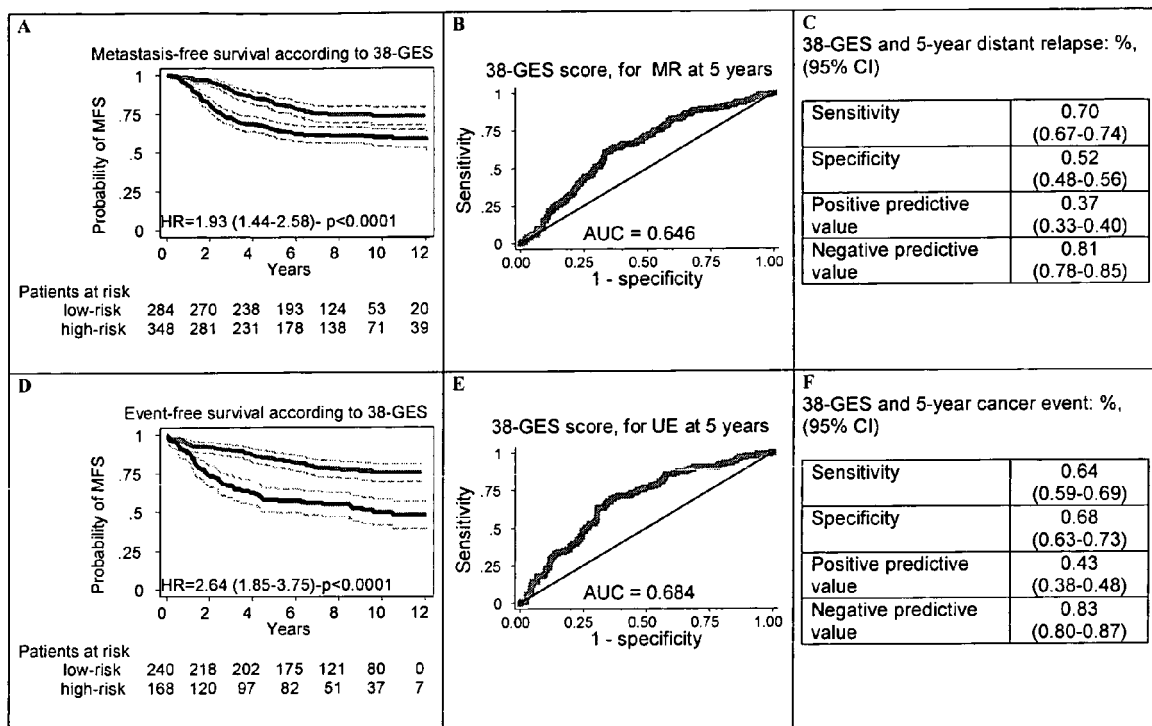 A
Metastasis-free survival according to 38-GES
Probability of MFS
1
.75
.5
.25
0
HR=1.93 (1.44-2.58)- p<0.0001
0 2 4 6 8 10 12
Years
Patients at risk
low-risk 284 270 238 193 124 53 20
high-risk 348 281 231 178 138 71 39
B
38-GES score, for MR at 5 years
Sensitivity
1
.75
.5
.25
0
AUC = 0.646
0.00 0.25 0.50 0.75 1.00
1 - specificity
C
38-GES and 5-year distant relapse: %,
(95% CI)
Sensitivity 0.70
(0.67-0.74)
Specificity 0.52
(0.48-0.56)
Positive predictive 0.37
value (0.33-0.40)
Negative predictive 0.81
value (0.78-0.85)
D
Event-free survival according to 38-GES
Probability of MFS
1
.75
.5
.25
0
HR=2.64 (1.85-3.75)-p<0.0001
0 2 4 6 8 10 12
Years
Patients at risk
low-risk 240 218 202 175 121 80 0
high-risk 168 120 97 82 51 37 7
E
38-GES score, for UE at 5 years
Sensitivity
1
.75
.5
.25
0
AUC = 0.684
0.00 0.25 0.50 0.75 1.00
1 - specificity
F
38-GES and 5-year cancer event: %,
(95% CI)
Sensitivity 0.64
(0.59-0.69)
Specificity 0.68
(0.63-0.73)
Positive predictive 0.43
value (0.38-0.48)
Negative predictive 0.83
value (0.80-0.87)